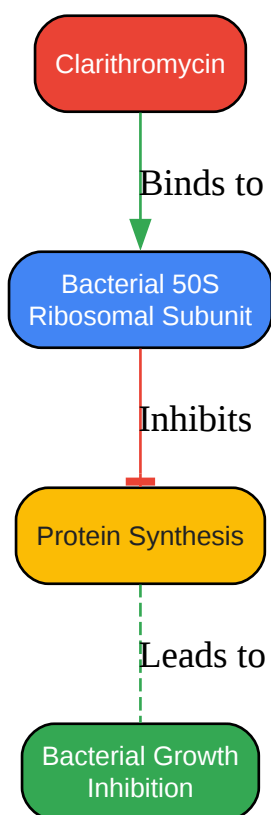 Clarithromycin
Binds to
Bacterial 50S
Ribosomal Subunit
Inhibits
Protein Synthesis
Leads to
Bacterial Growth
Inhibition